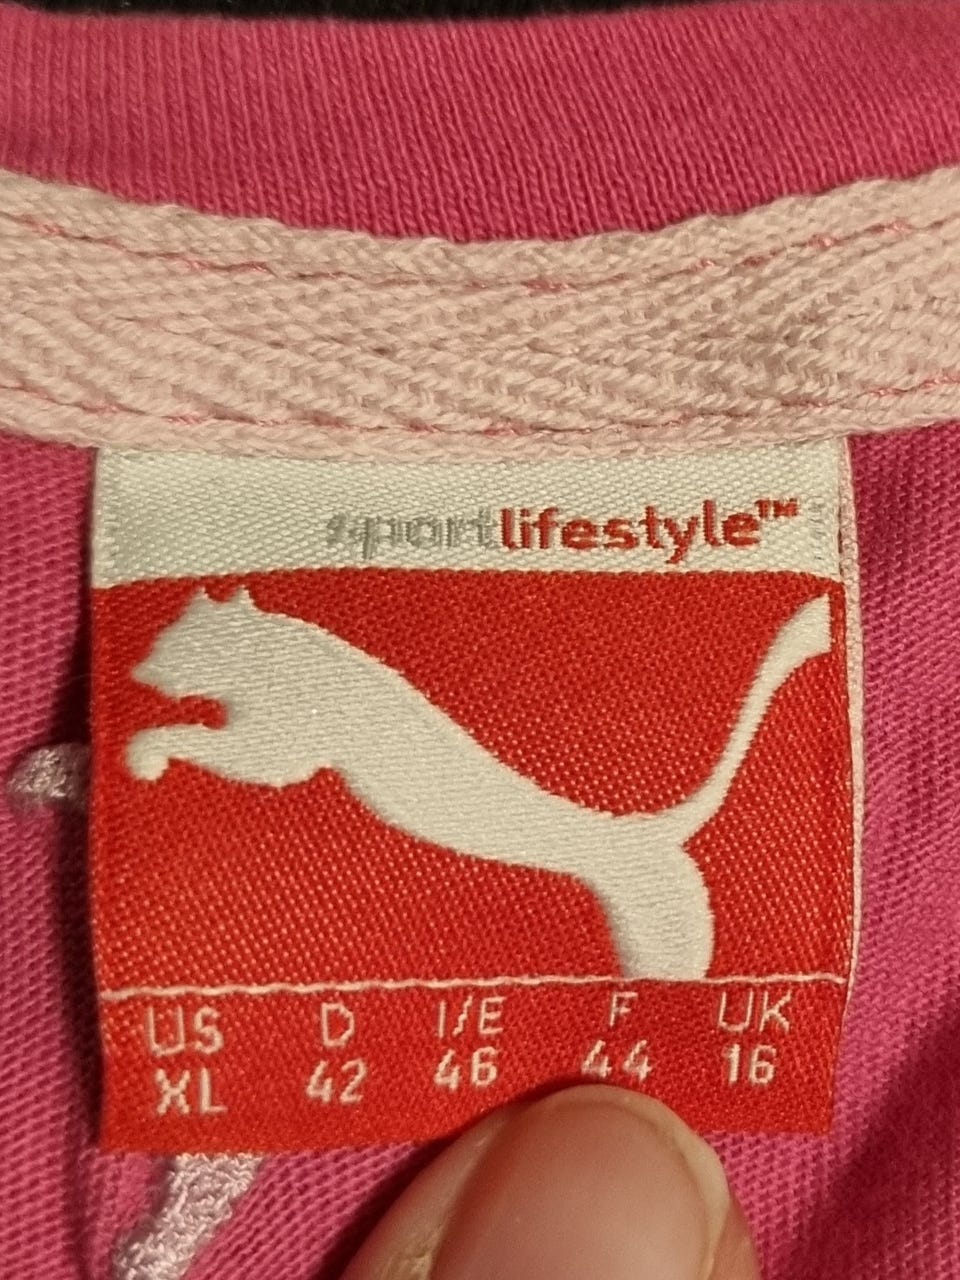 sportlifestyle™
US D I/E F UK
XL 42 46 44 16